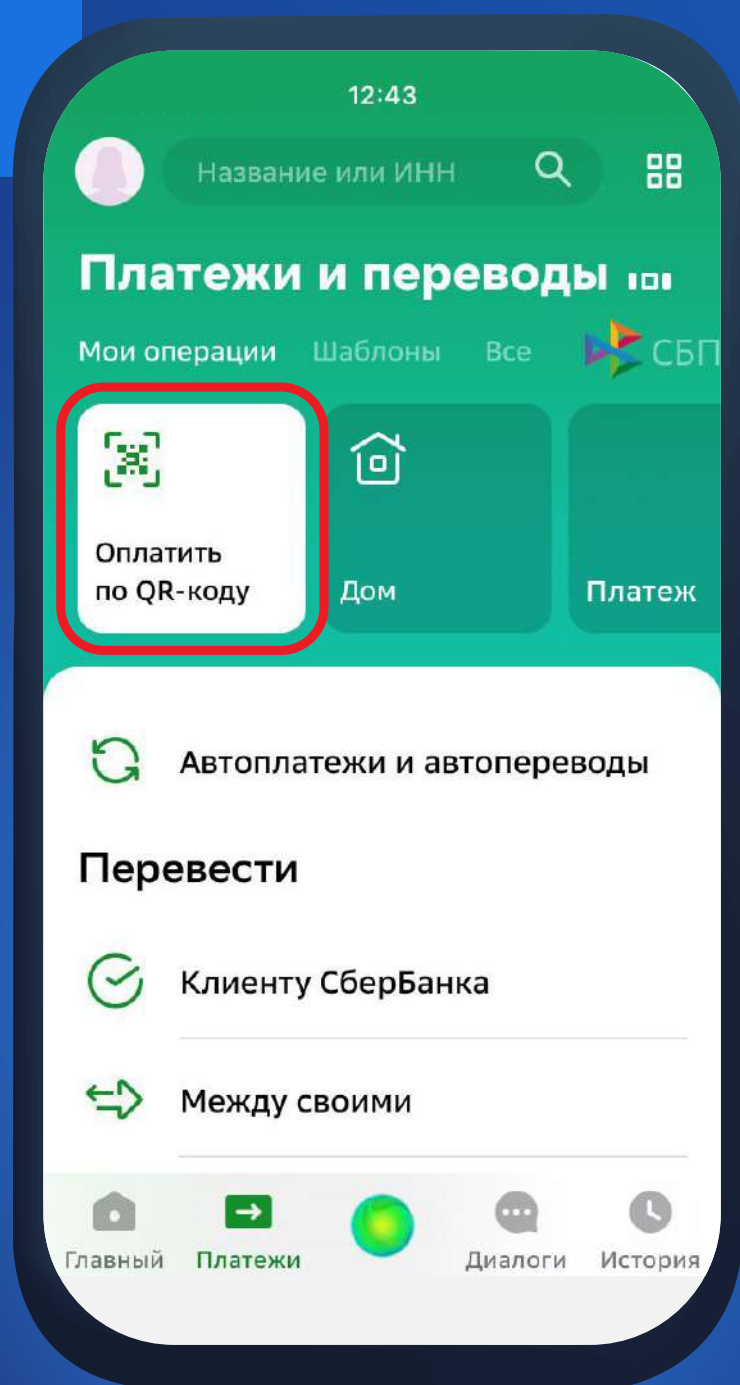 12:43
Название или ИНН
Платежи и переводы
Мои операции Шаблоны Все СБП
Оплатить
по QR-коду
Дом
Платеж
Автоплатежи и автопереводы
Перевести
Клиенту СберБанка
Между своими
Главный Платежи Диалоги История